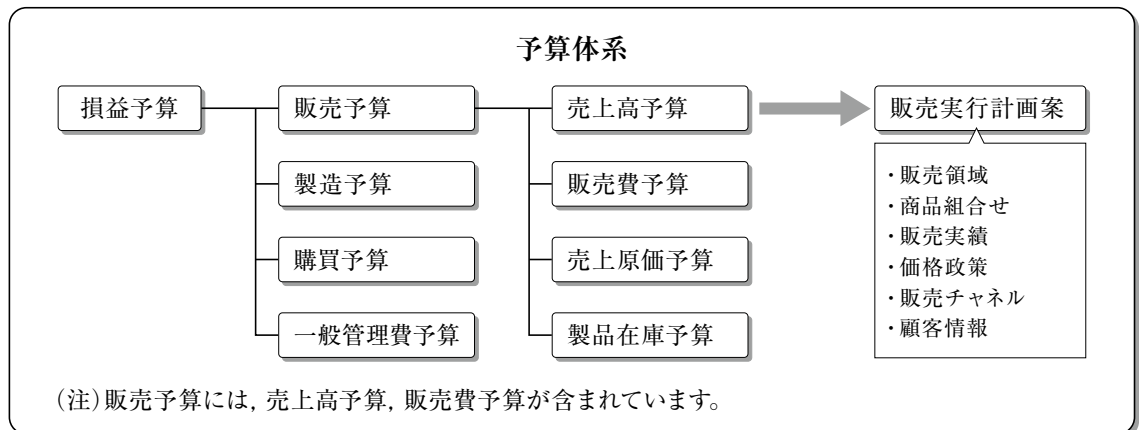 予算体系
損益予算
販売予算
製造予算
購買予算
一般管理費予算
売上高予算
販売費予算
売上原価予算
製品在庫予算
販売実行計画案
・販売領域
・商品組合せ
・販売実績
・価格政策
・販売チャネル
・顧客情報
(注)販売予算には, 売上高予算, 販売費予算が含まれています。